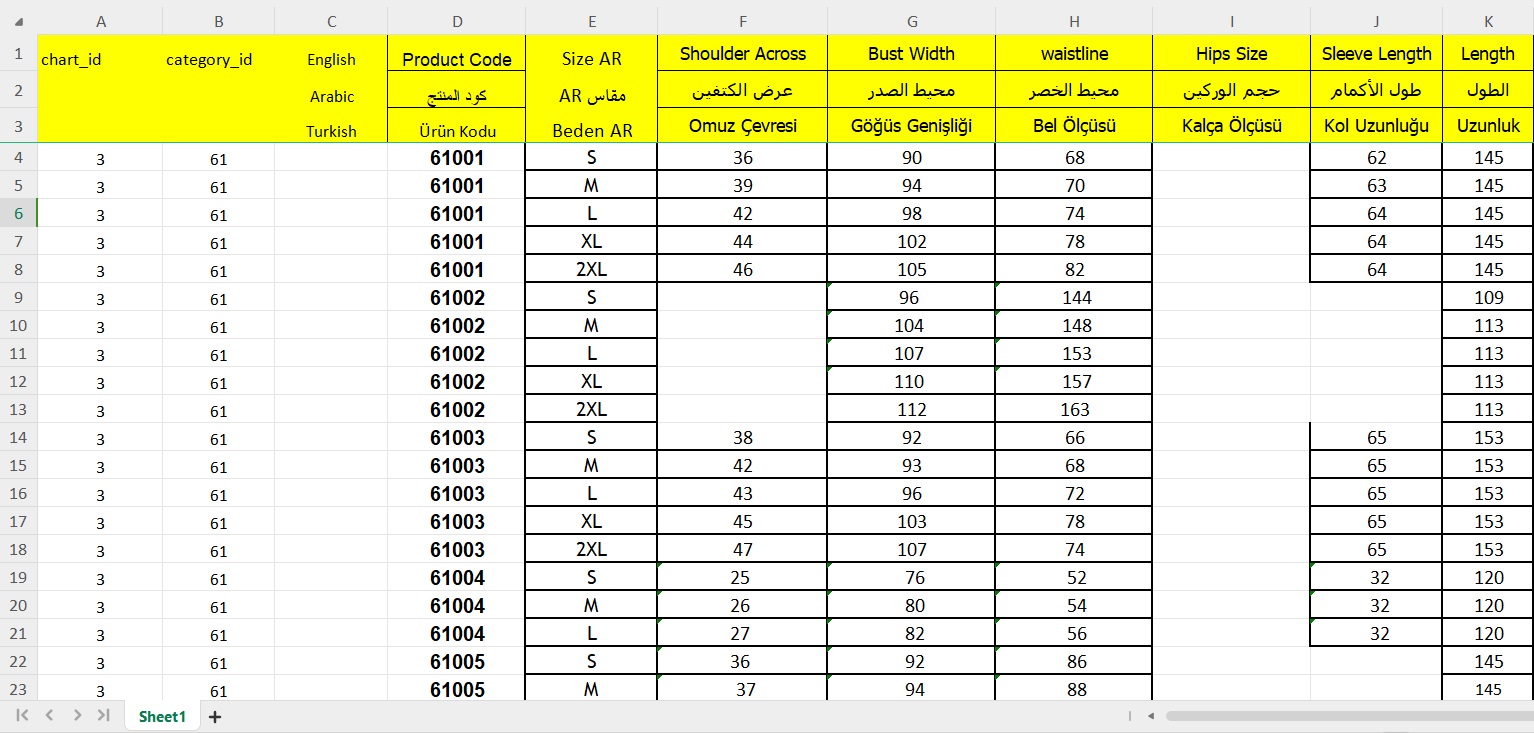 A B C D E F G H I J K
1 chart_id category_id English Product Code Size AR Shoulder Across Bust Width waistline Hips Size Sleeve Length Length
2 Arabic كود المنتج مقاس AR عرض الكتفين محيط الصدر محيط الخصر حجم الوركين طول الأكمام الطول
3 Turkish Ürün Kodu Beden AR Omuz Çevresi Göğüs Genişliği Bel Ölçüsü Kalça Ölçüsü Kol Uzunluğu Uzunluk
4 3 61 61001 S 36 90 68 62 145
5 3 61 61001 M 39 94 70 63 145
6 3 61 61001 L 42 98 74 64 145
7 3 61 61001 XL 44 102 78 64 145
8 3 61 61001 2XL 46 105 82 64 145
9 3 61 61002 S 96 144 109
10 3 61 61002 M 104 148 113
11 3 61 61002 L 107 153 113
12 3 61 61002 XL 110 157 113
13 3 61 61002 2XL 112 163 113
14 3 61 61003 S 38 92 66 65 153
15 3 61 61003 M 42 93 68 65 153
16 3 61 61003 L 43 96 72 65 153
17 3 61 61003 XL 45 103 78 65 153
18 3 61 61003 2XL 47 107 74 65 153
19 3 61 61004 S 25 76 52 32 120
20 3 61 61004 M 26 80 54 32 120
21 3 61 61004 L 27 82 56 32 120
22 3 61 61005 S 36 92 86 145
23 3 61 61005 M 37 94 88 145
Sheet1